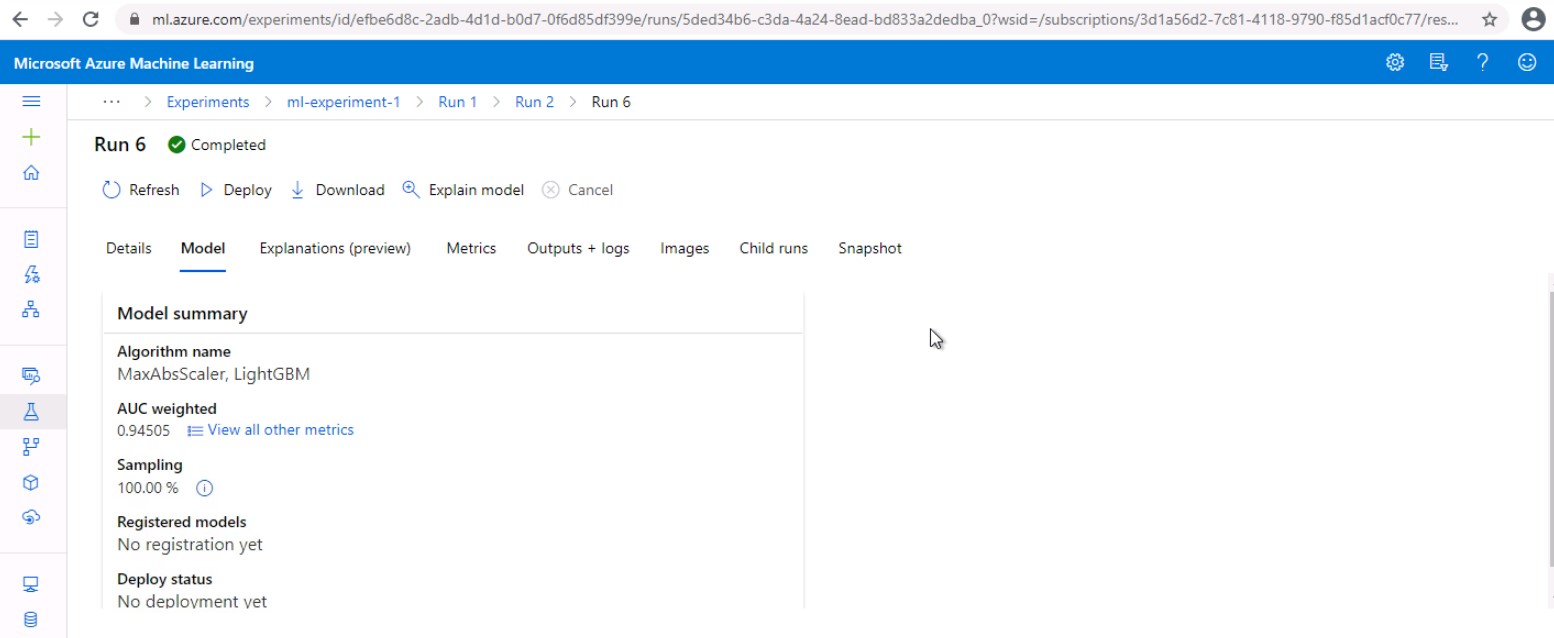 ml.azure.com/experiments/id/efbe6d8c-2adb-4d1d-b0d7-0f6d85df399e/runs/5ded34b6-c3da-4a24-8ead-bd833a2dedba_0?wsid=/subscriptions/3d1a56d2-7c81-4118-9790-f85d1acf0c77/res...
Microsoft Azure Machine Learning
... > Experiments > ml-experiment-1 > Run 1 > Run 2 > Run 6
Run 6 Completed
Refresh Deploy Download Explain model Cancel
Details Model Explanations (preview) Metrics Outputs + logs Images Child runs Snapshot
Model summary
Algorithm name
MaxAbsScaler, LightGBM
AUC weighted
0.94505 View all other metrics
Sampling
100.00 %
Registered models
No registration yet
Deploy status
No deployment yet